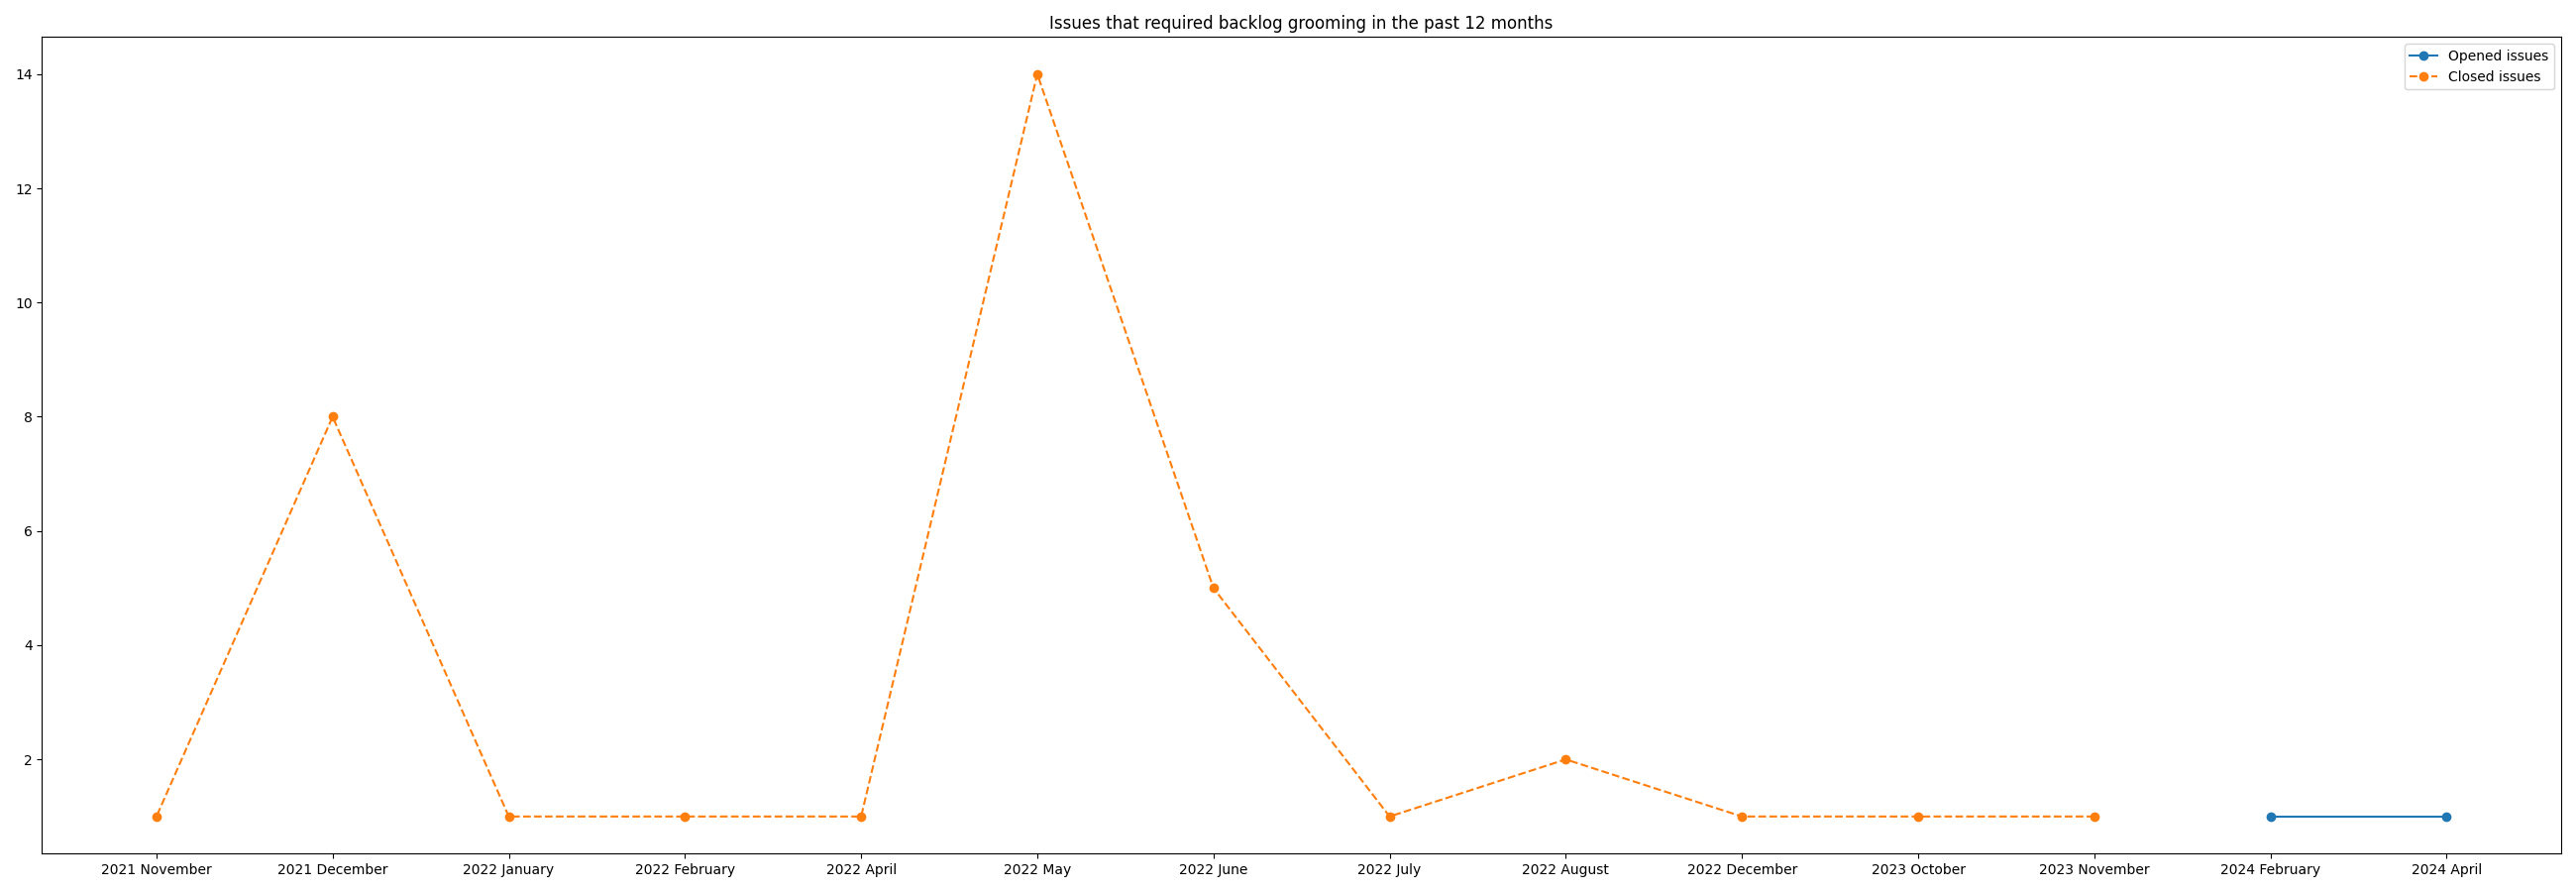 Issues that required backlog grooming in the past 12 months
Opened issues
Closed issues
14
12
10
8
6
4
2
2021 November 2021 December 2022 January 2022 February 2022 April 2022 May 2022 June 2022 July 2022 August 2022 December 2023 October 2023 November 2024 February 2024 April